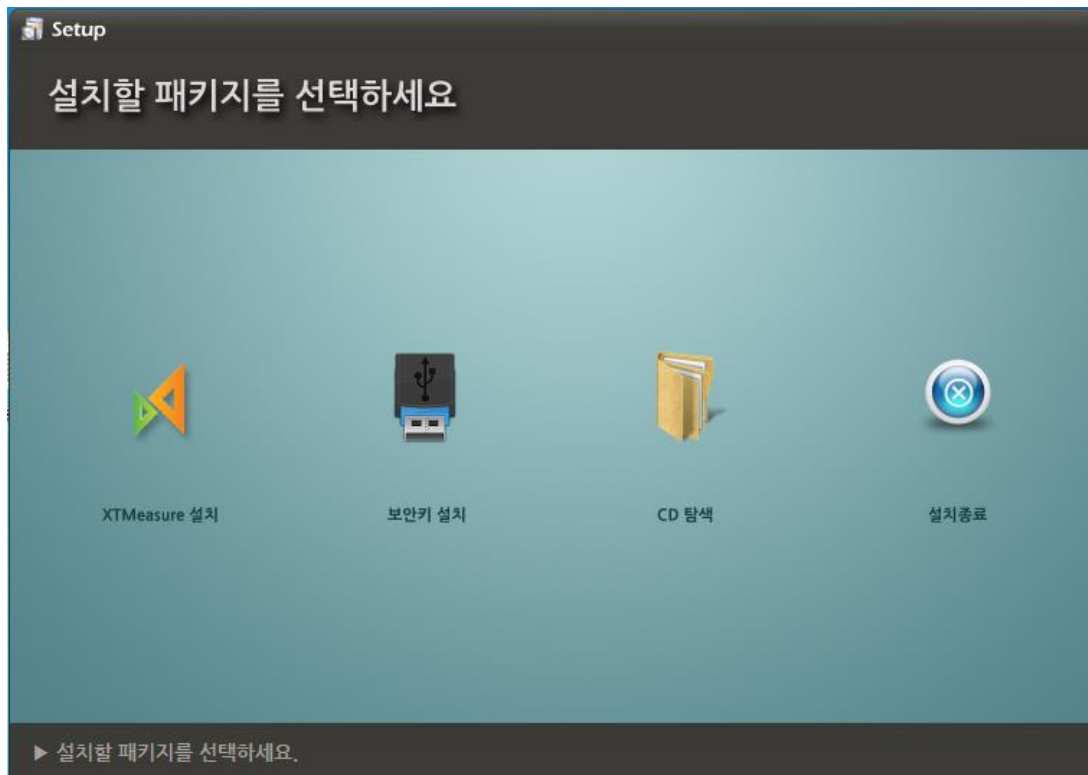 Setup
설치할 패키지를 선택하세요
XTMeasure 설치
보안키 설치
CD 탐색
설치종료
▶ 설치할 패키지를 선택하세요.